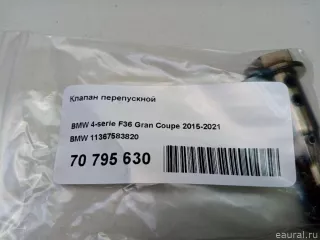 Клапан перепускной
BMW 4-serie F36 Gran Coupe 2015-2021
BMW 11367583820
70 795 630
eaural.ru